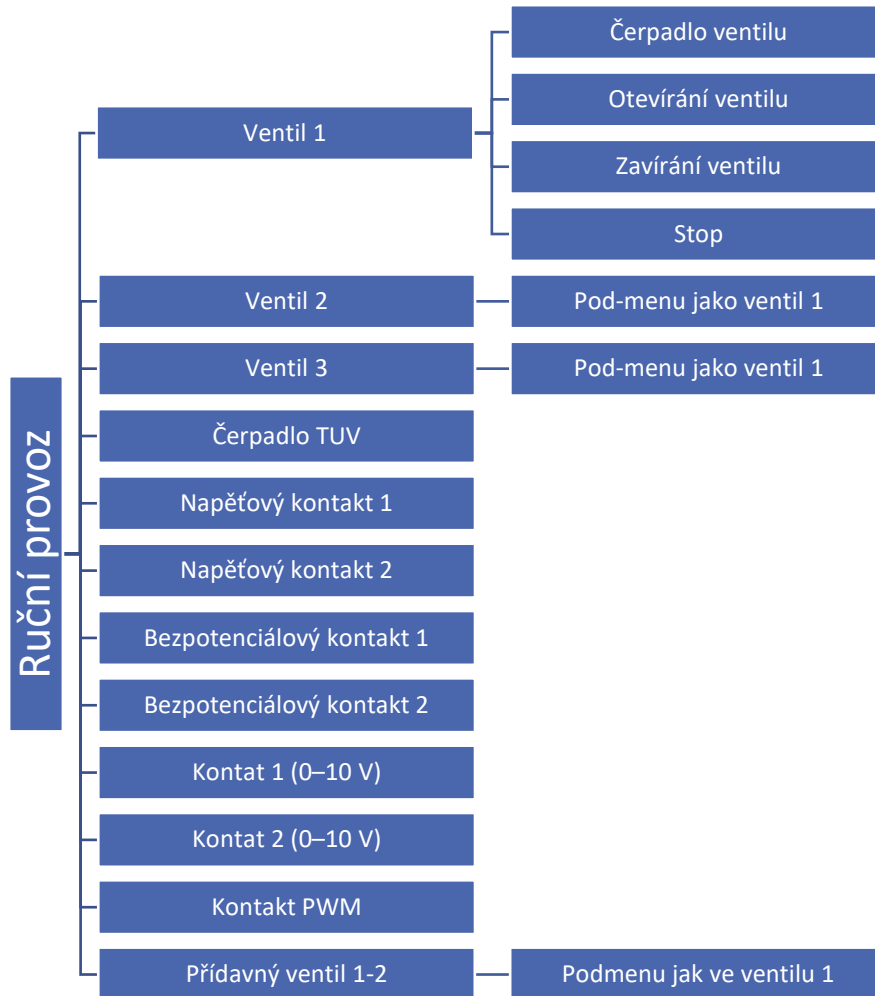 Ruční provoz
Ventil 1
Čerpadlo ventilu
Otevírání ventilu
Zavírání ventilu
Stop
Ventil 2
Pod-menu jako ventil 1
Ventil 3
Pod-menu jako ventil 1
Čerpadlo TUV
Napěťový kontakt 1
Napěťový kontakt 2
Bezpotenciálový kontakt 1
Bezpotenciálový kontakt 2
Kontat 1 (0–10 V)
Kontat 2 (0–10 V)
Kontakt PWM
Přídavný ventil 1-2
Podmenu jak ve ventilu 1